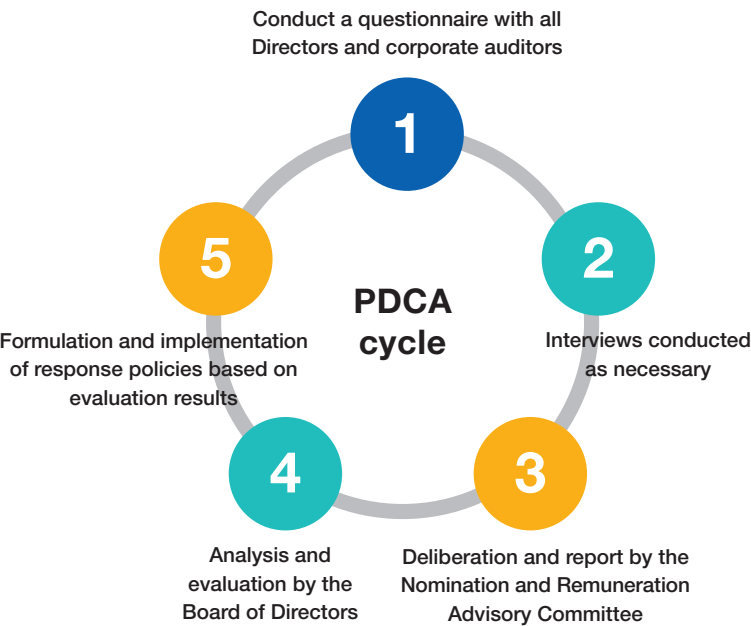 Conduct a questionnaire with all
Directors and corporate auditors
1
2
Interviews conducted
as necessary
3
Deliberation and report by the
Nomination and Remuneration
Advisory Committee
4
Analysis and
evaluation by the
Board of Directors
5
Formulation and implementation
of response policies based on
evaluation results
PDCA
cycle